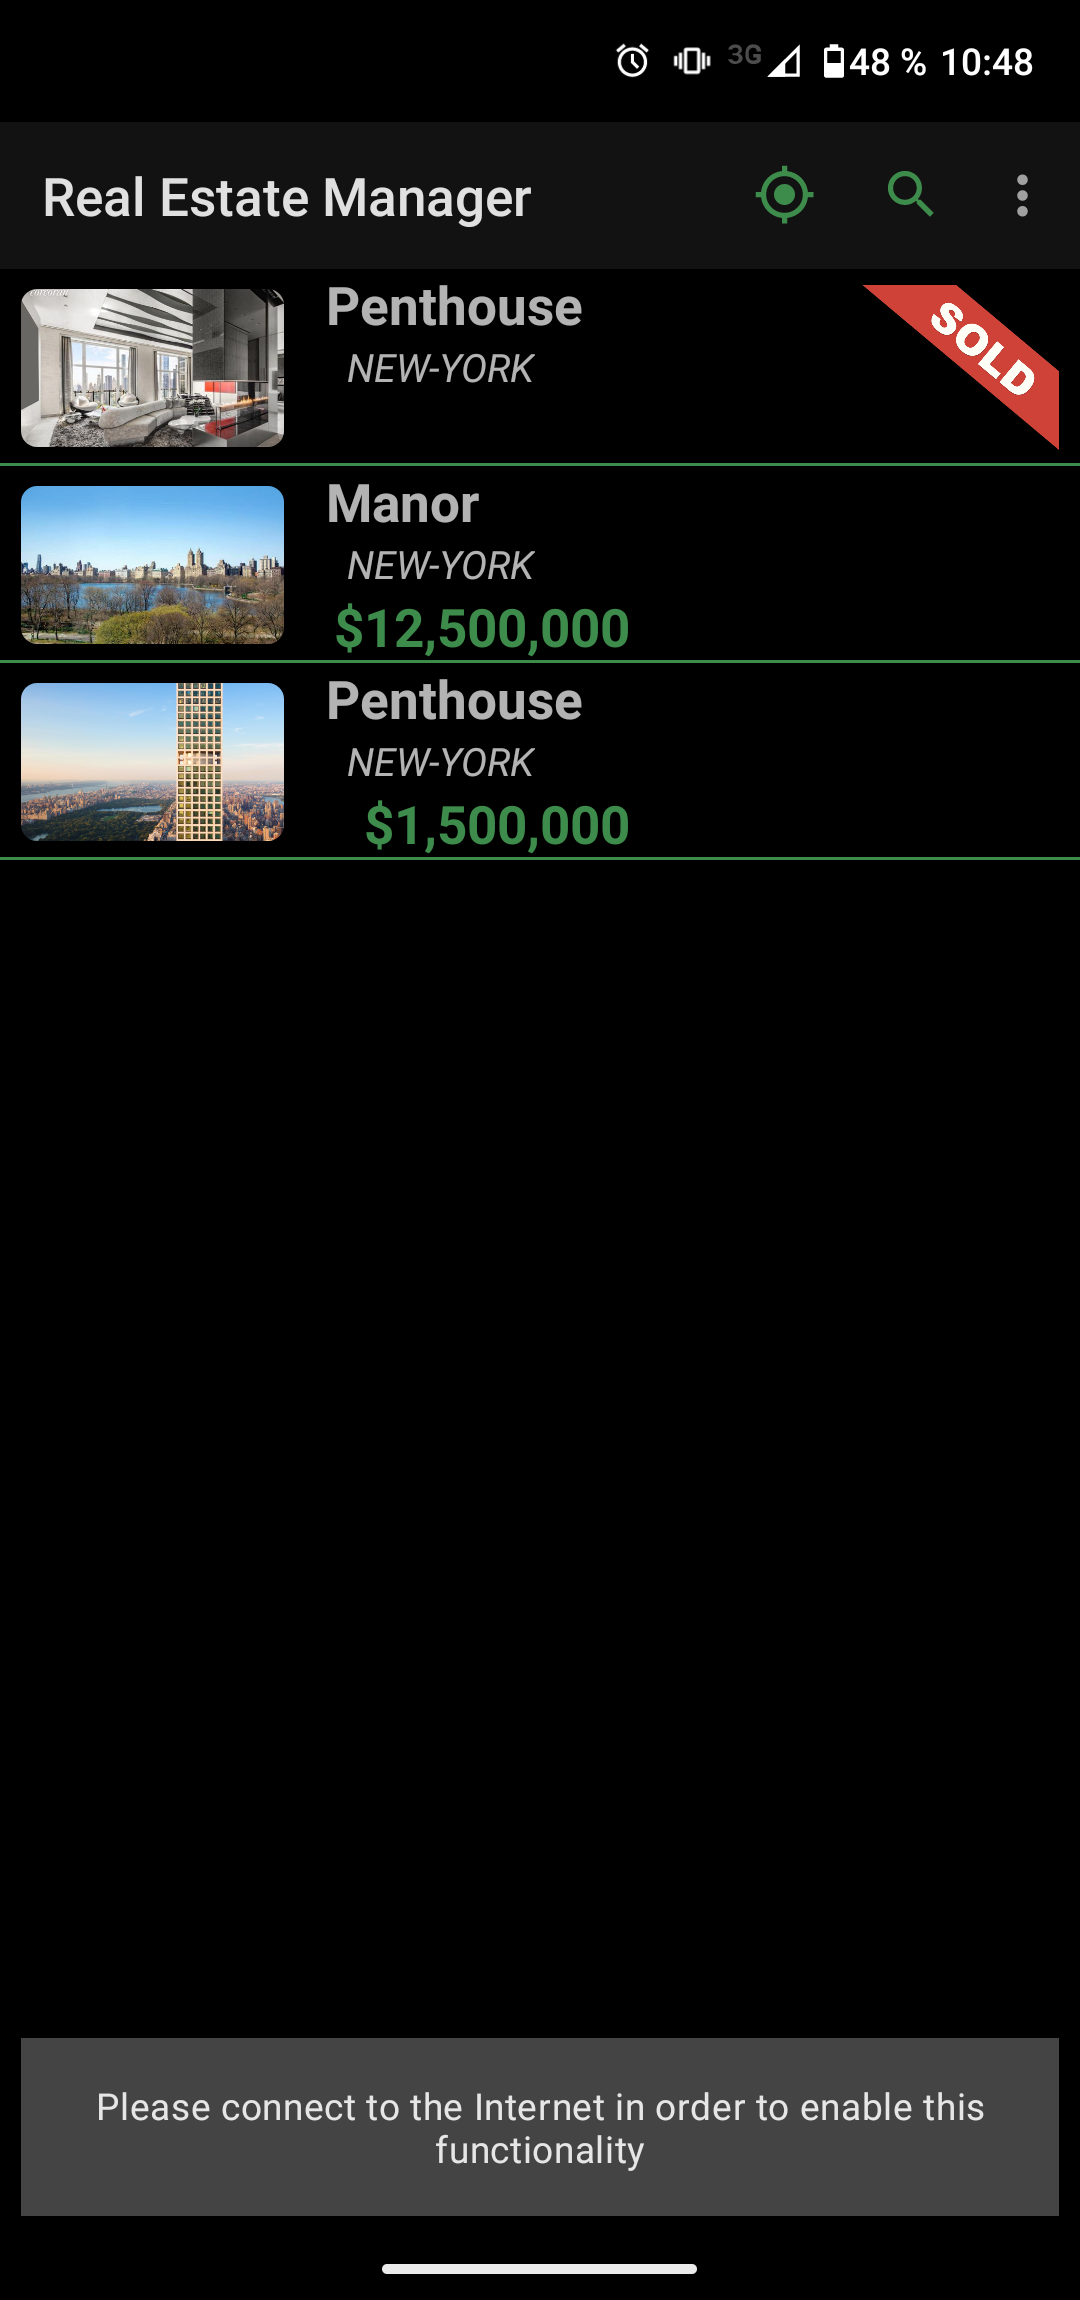 3G 48 % 10:48
Real Estate Manager
Penthouse
NEW-YORK
SOLD
Manor
NEW-YORK
$12,500,000
Penthouse
NEW-YORK
$1,500,000
Please connect to the Internet in order to enable this
functionality